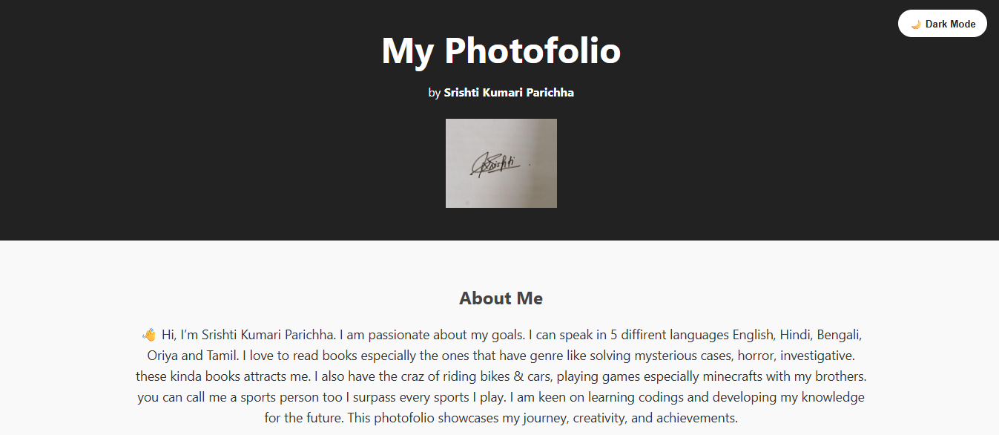 🌙 Dark Mode
My Photofolio
by Srishti Kumari Parichha
Srishti
About Me
👋 Hi, I’m Srishti Kumari Parichha. I am passionate about my goals. I can speak in 5 diffirent languages English, Hindi, Bengali,
Oriya and Tamil. I love to read books especially the ones that have genre like solving mysterious cases, horror, investigative.
these kinda books attracts me. I also have the craz of riding bikes & cars, playing games especially minecrafts with my brothers.
you can call me a sports person too I surpass every sports I play. I am keen on learning codings and developing my knowledge
for the future. This photofolio showcases my journey, creativity, and achievements.